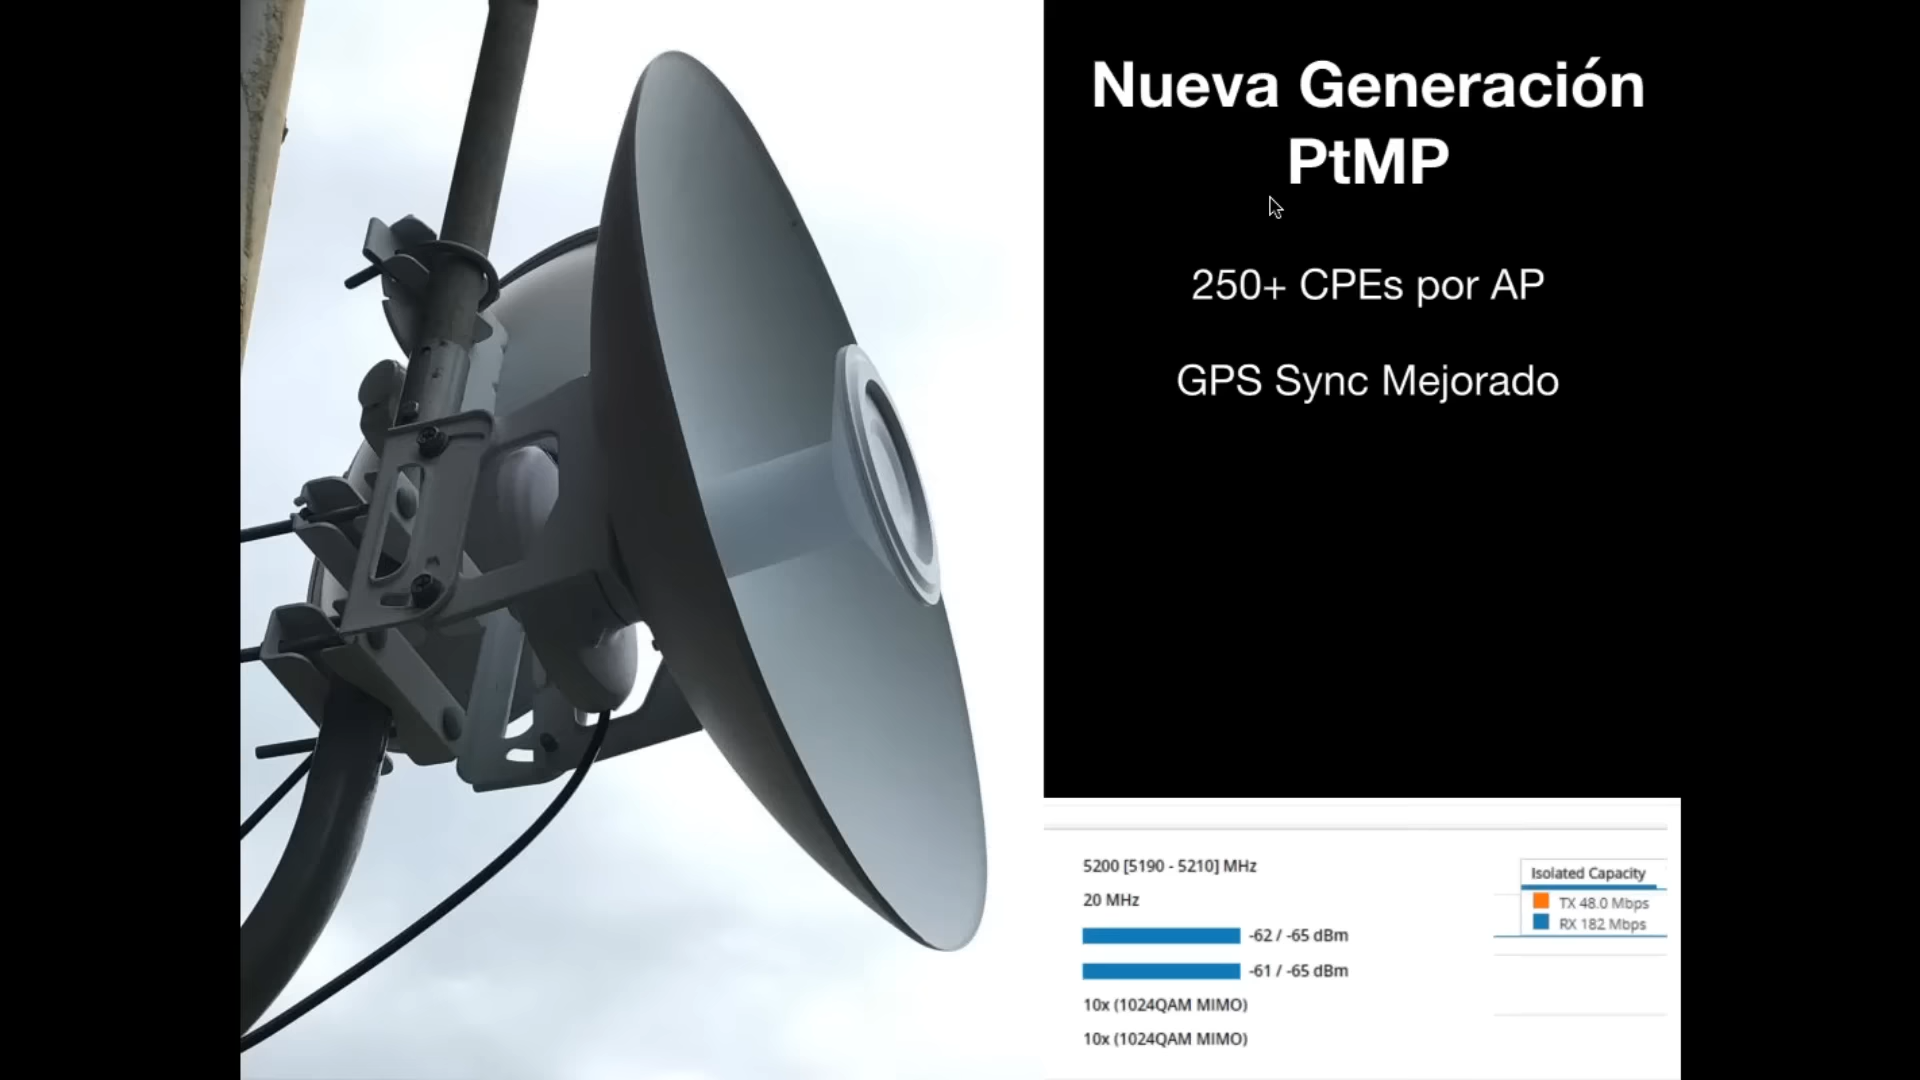 Nueva Generación
PtMP
250+ CPEs por AP
GPS Sync Mejorado
5200 [5190 - 5210] MHz
20 MHz
-62 / -65 dBm
-61 / -65 dBm
10x (1024QAM MIMO)
10x (1024QAM MIMO)
Isolated Capacity
TX 48.0 Mbps
RX 182 Mbps